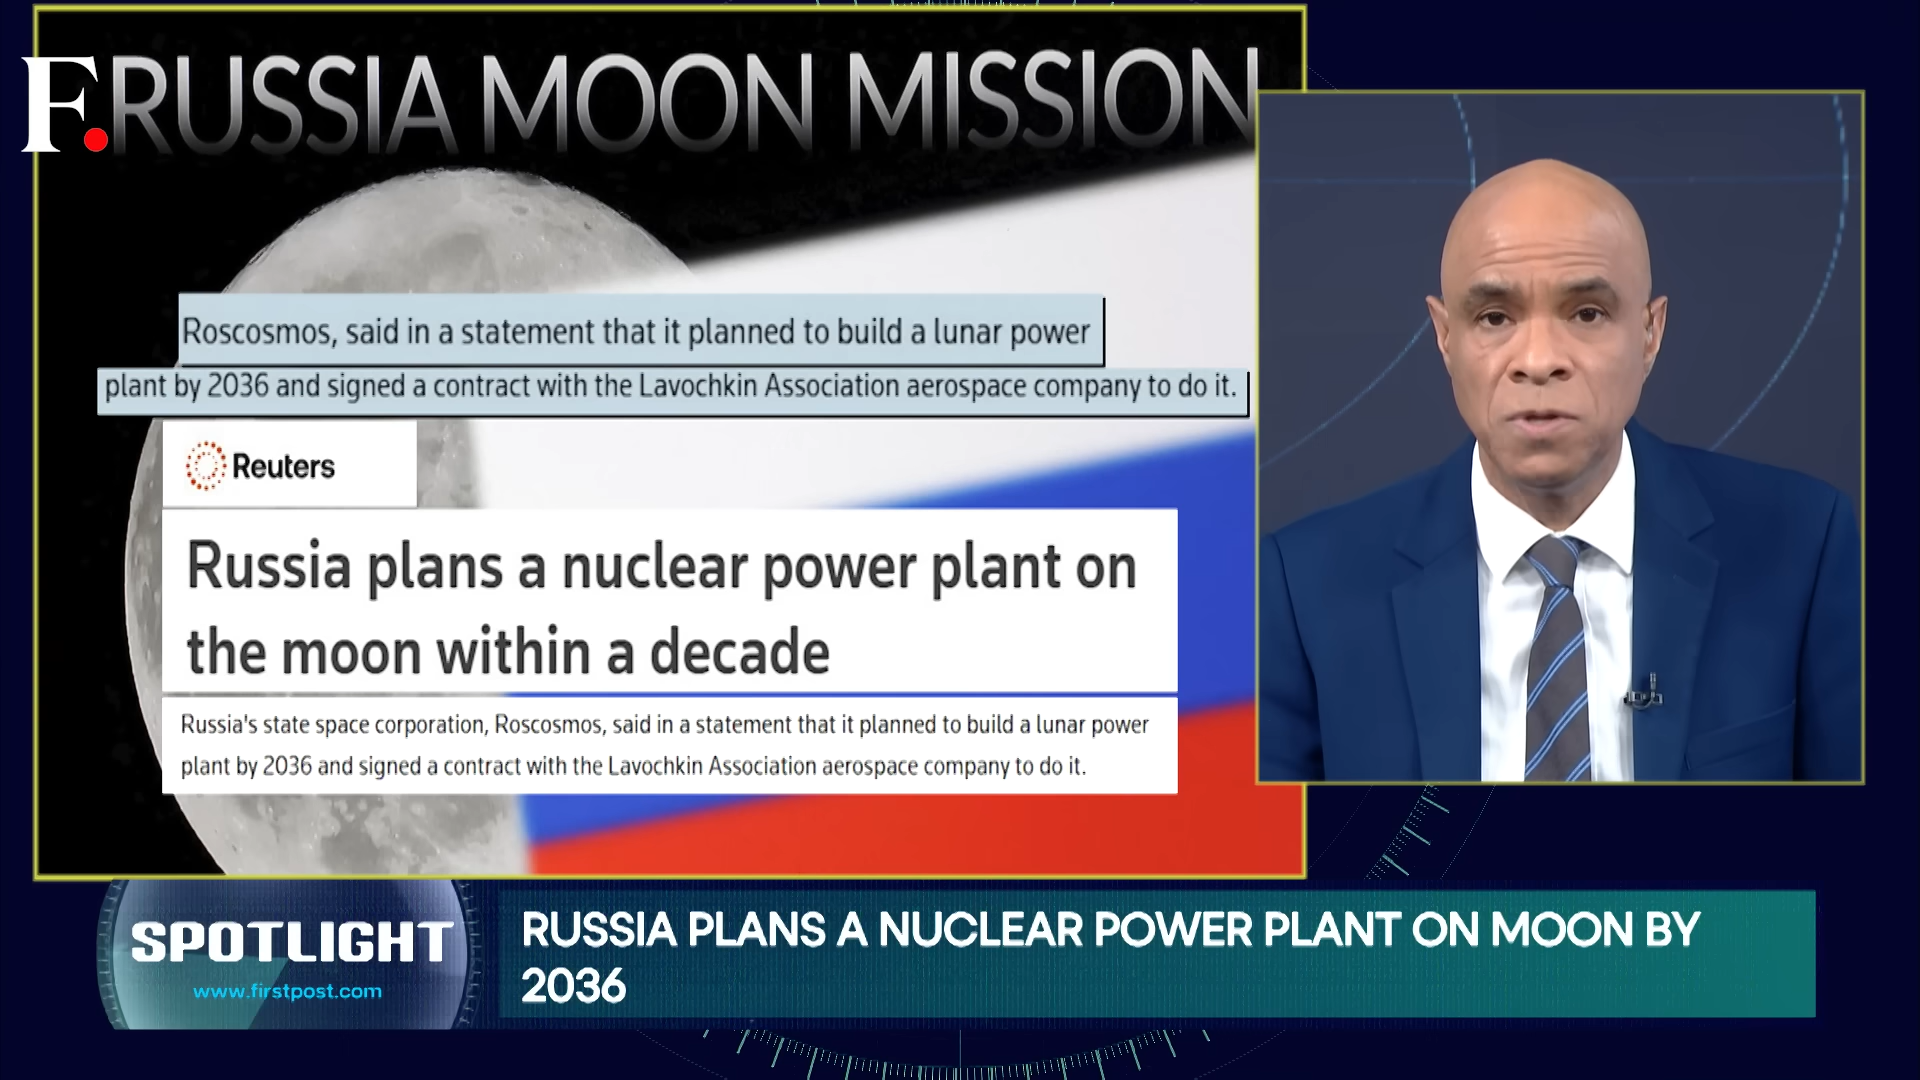 F.
RUSSIA MOON MISSION
Roscosmos, said in a statement that it planned to build a lunar power
plant by 2036 and signed a contract with the Lavochkin Association aerospace company to do it.
Reuters
Russia plans a nuclear power plant on
the moon within a decade
Russia's state space corporation, Roscosmos, said in a statement that it planned to build a lunar power
plant by 2036 and signed a contract with the Lavochkin Association aerospace company to do it.
SPOTLIGHT
www.firstpost.com
RUSSIA PLANS A NUCLEAR POWER PLANT ON MOON BY
2036